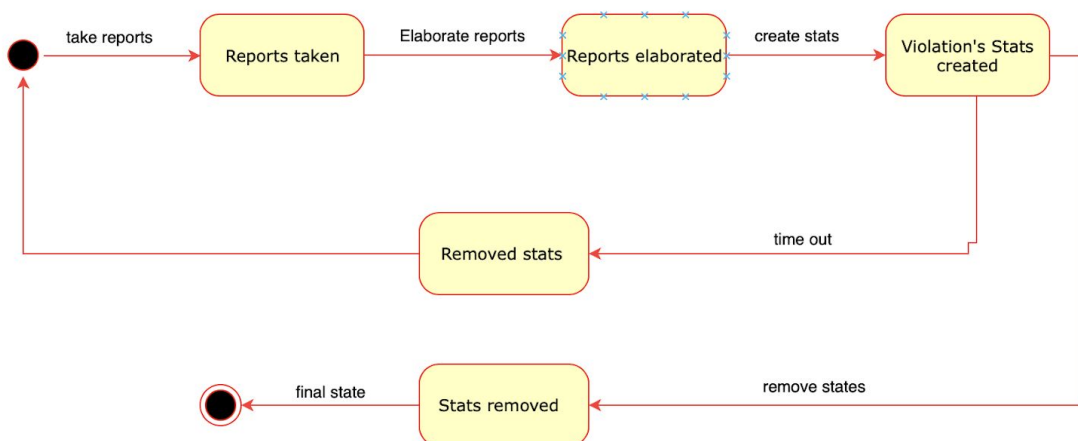 take reports
Reports taken
Elaborate reports
Reports elaborated
create stats
Violation's Stats
created
Removed stats
time out
final state
Stats removed
remove states